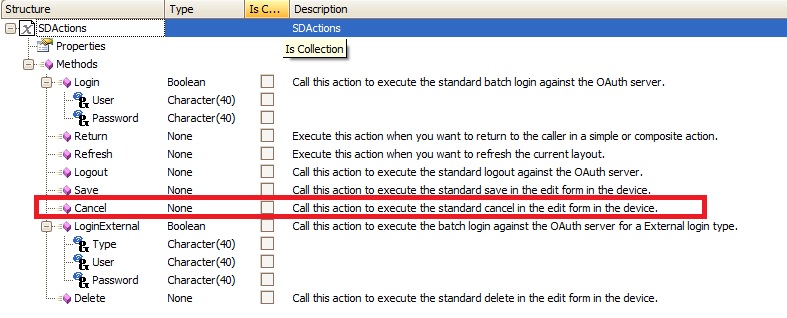 Structure Type Is C... Description
SDActions SDActions
Is Collection
Properties
Methods
Login Boolean Call this action to execute the standard batch login against the OAuth server.
User Character(40)
Password Character(40)
Return None Execute this action when you want to return to the caller in a simple or composite action.
Refresh None Execute this action when you want to refresh the current layout.
Logout None Call this action to execute the standard logout against the OAuth server.
Save None Call this action to execute the standard save in the edit form in the device.
Cancel None Call this action to execute the standard cancel in the edit form in the device.
LoginExternal Boolean Call this action to execute the batch login against the OAuth server for a External login type.
Type Character(40)
User Character(40)
Password Character(40)
Delete None Call this action to execute the standard delete in the edit form in the device.